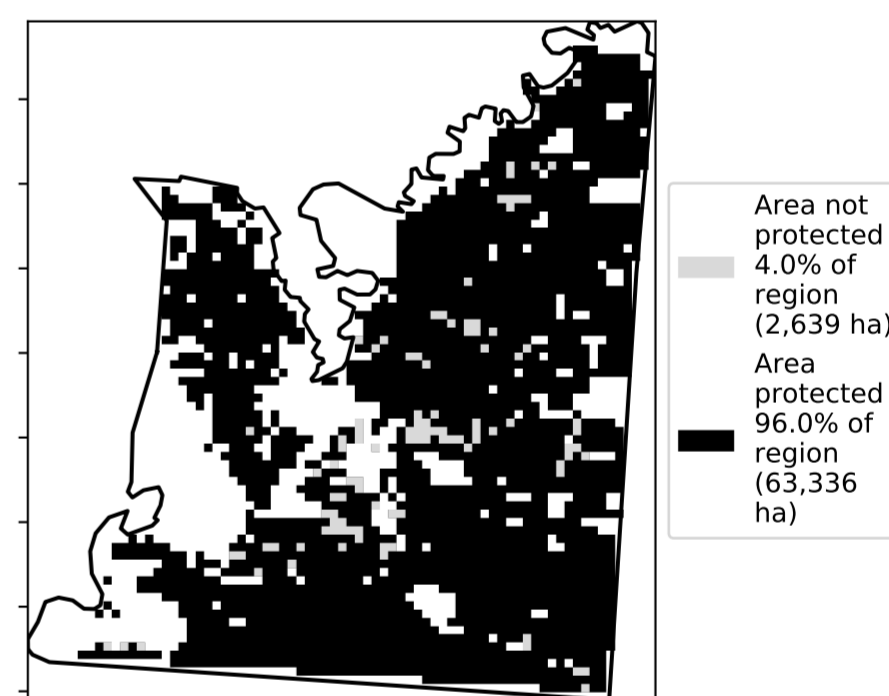 Area not
protected
4.0% of
region
(2,639 ha)
Area
protected
96.0% of
region
(63,336
ha)